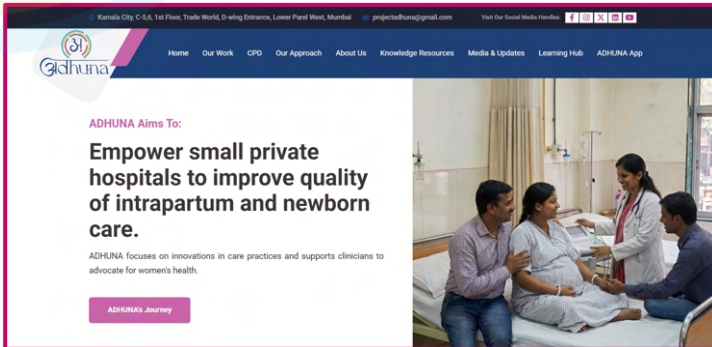 Kamala City, C-5,6, 1st Floor, Trade World, D-wing Entrance, Lower Parel West, Mumbai projectadhuna@gmail.com Visit Our Social Media Handles:
अ
अdhuna
Home Our Work CPD Our Approach About Us Knowledge Resources Media & Updates Learning Hub ADHUNA App
ADHUNA Aims To:
Empower small private
hospitals to improve quality
of intrapartum and newborn
care.
ADHUNA focuses on innovations in care practices and supports clinicians to
advocate for women's health.
ADHUNA's Journey